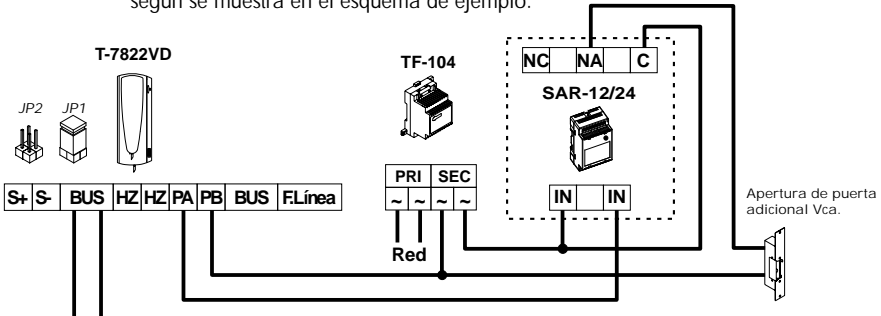 según se muestra en el esquema de ejemplo.
T-7822VD
JP2 JP1
TF-104
NC NA C
SAR-12/24
PRI SEC
~ ~ ~ ~
Red
IN IN
S+ S- BUS HZ HZ PA PB BUS F.Línea
Apertura de puerta
adicional Vca.